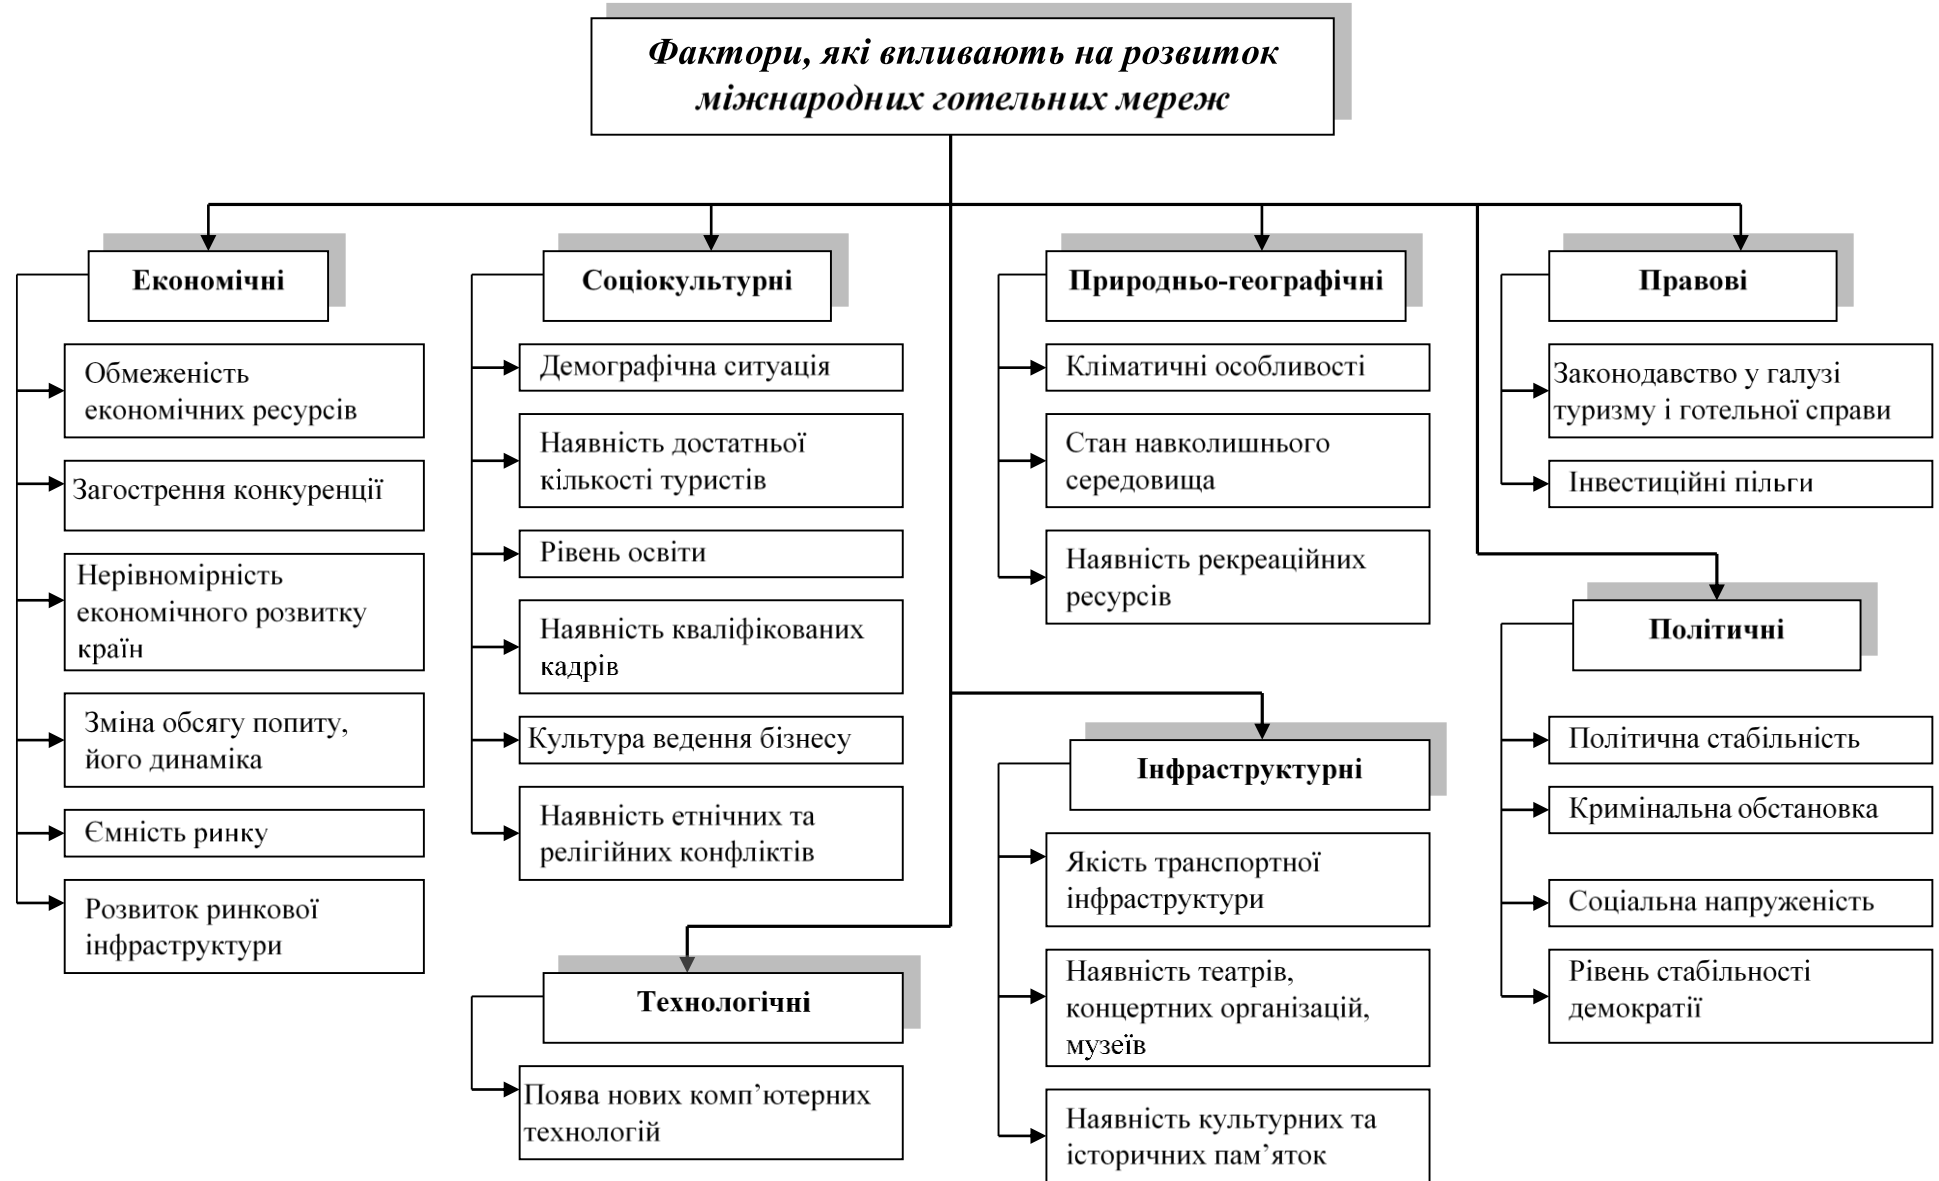 Фактори, які впливають на розвиток
міжнародних готельних мереж
Економічні
Обмеженість
економічних ресурсів
Загострення конкуренції
Нерівномірність
економічного розвитку
країн
Зміна обсягу попиту,
його динаміка
Ємність ринку
Розвиток ринкової
інфраструктури
Соціокультурні
Демографічна ситуація
Наявність достатньої
кількості туристів
Рівень освіти
Наявність кваліфікованих
кадрів
Культура ведення бізнесу
Наявність етнічних та
релігійних конфліктів
Технологічні
Поява нових комп’ютерних
технологій
Природньо-географічні
Кліматичні особливості
Стан навколишнього
середовища
Наявність рекреаційних
ресурсів
Інфраструктурні
Якість транспортної
інфраструктури
Наявність театрів,
концертних організацій,
музеїв
Наявність культурних та
історичних пам’яток
Правові
Законодавство у галузі
туризму і готельної справи
Інвестиційні пільги
Політичні
Політична стабільність
Кримінальна обстановка
Соціальна напруженість
Рівень стабільності
демократії